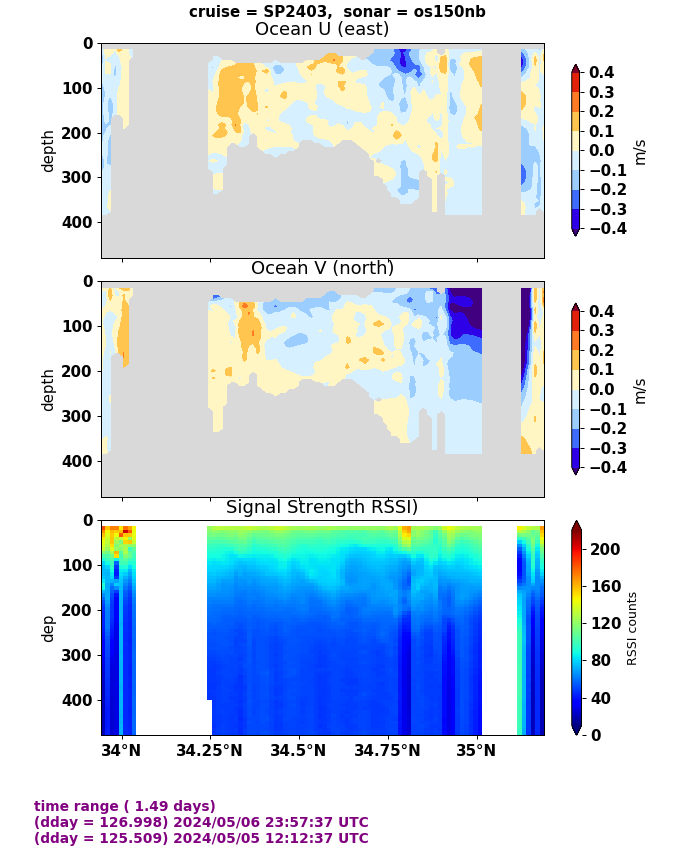 cruise = SP2403, sonar = os150nb
Ocean U (east)
0
100
200
300
400
depth
0.4
0.3
0.2
0.1
0.0
−0.1
−0.2
−0.3
−0.4
m/s
Ocean V (north)
0
100
200
300
400
depth
0.4
0.3
0.2
0.1
0.0
−0.1
−0.2
−0.3
−0.4
m/s
Signal Strength RSSI)
0
100
200
300
400
dep
34°N
34.25°N
34.5°N
34.75°N
35°N
200
160
120
80
40
0
RSSI counts
time range ( 1.49 days)
(dday = 126.998) 2024/05/06 23:57:37 UTC
(dday = 125.509) 2024/05/05 12:12:37 UTC